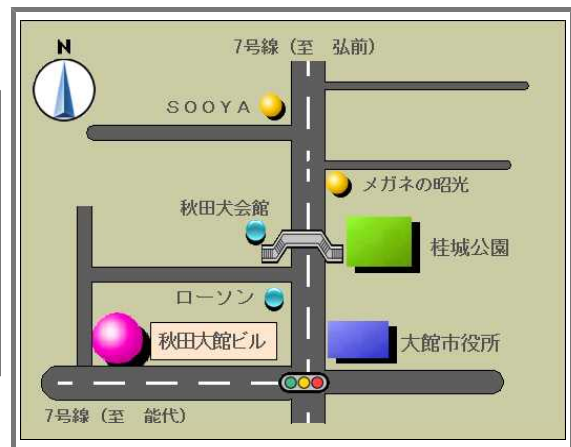 N
7号線（至 弘前）
ＳＯＯＹＡ
メガネの昭光
秋田犬会館
桂城公園
ローソン
秋田大館ビル
大館市役所
7号線（至 能代）